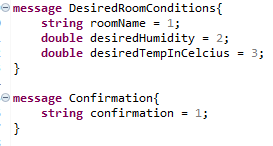 message DesiredRoomConditions{
string roomName = 1;
double desiredHumidity = 2;
double desiredTempInCelcius = 3;
}
message Confirmation{
string confirmation = 1;
}